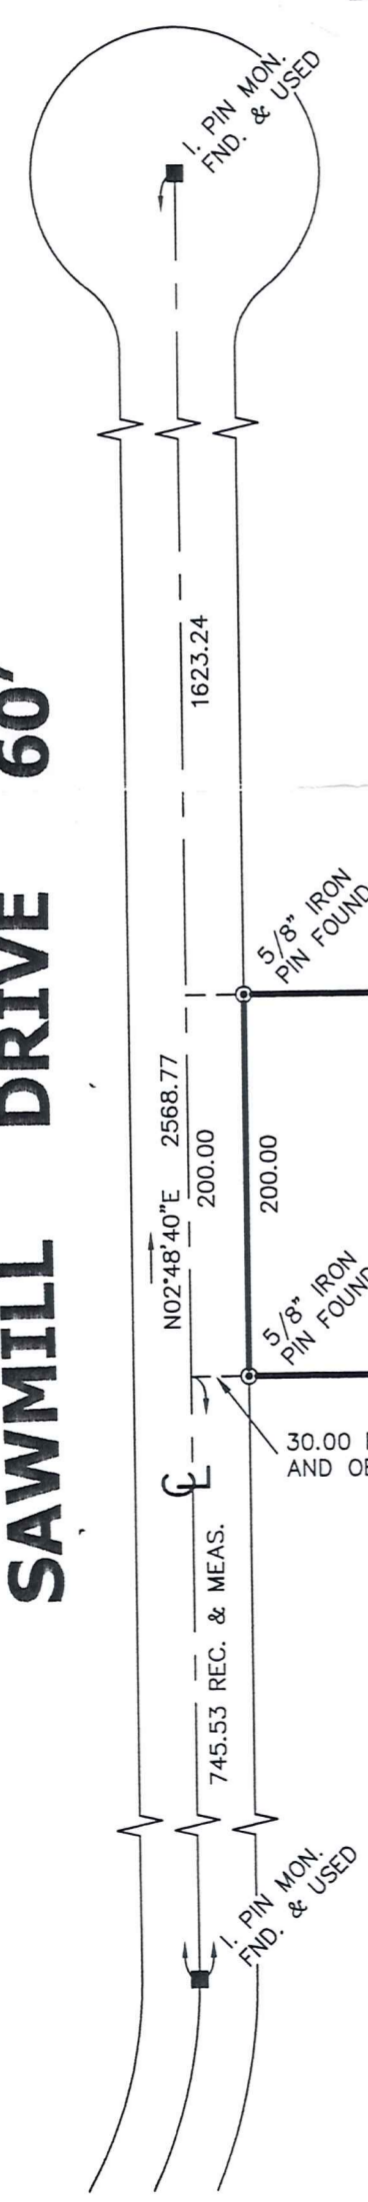 I. PIN MON.
FND. & USED
SAWMILL DRIVE 60'
1623.24
5/8" IRON
PIN FOUND
N02°48'40"E 2568.77
200.00
200.00
5/8" IRON
PIN FOUND
30.00
AND
℄
745.53 REC. & MEAS.
I. PIN MON.
FND. & USED